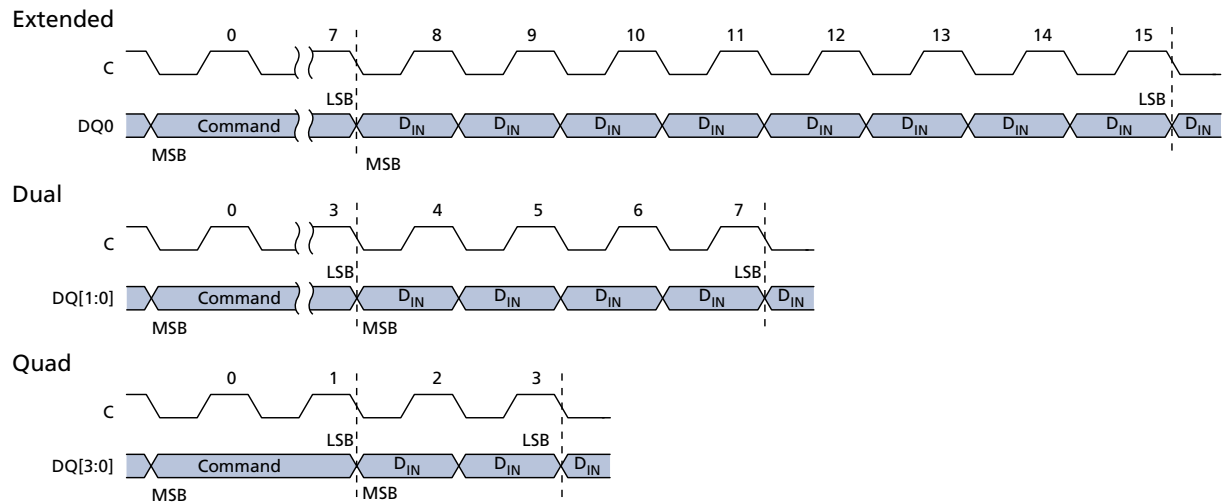 Extended
0 7 8 9 10 11 12 13 14 15
C
LSB LSB
DQ0 Command DIN DIN DIN DIN DIN DIN DIN DIN DIN
MSB MSB
Dual
0 3 4 5 6 7
C
LSB LSB
DQ[1:0] Command DIN DIN DIN DIN DIN
MSB MSB
Quad
0 1 2 3
C
LSB LSB
DQ[3:0] Command DIN DIN DIN
MSB MSB